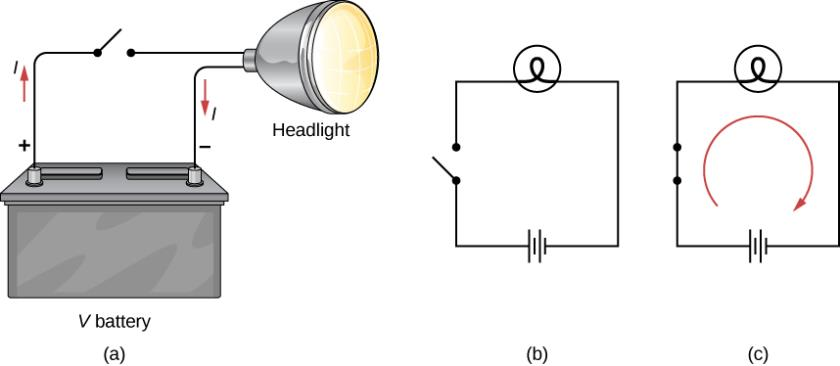 I
I
+
–
Headlight
V battery
(a)
(b)
(c)